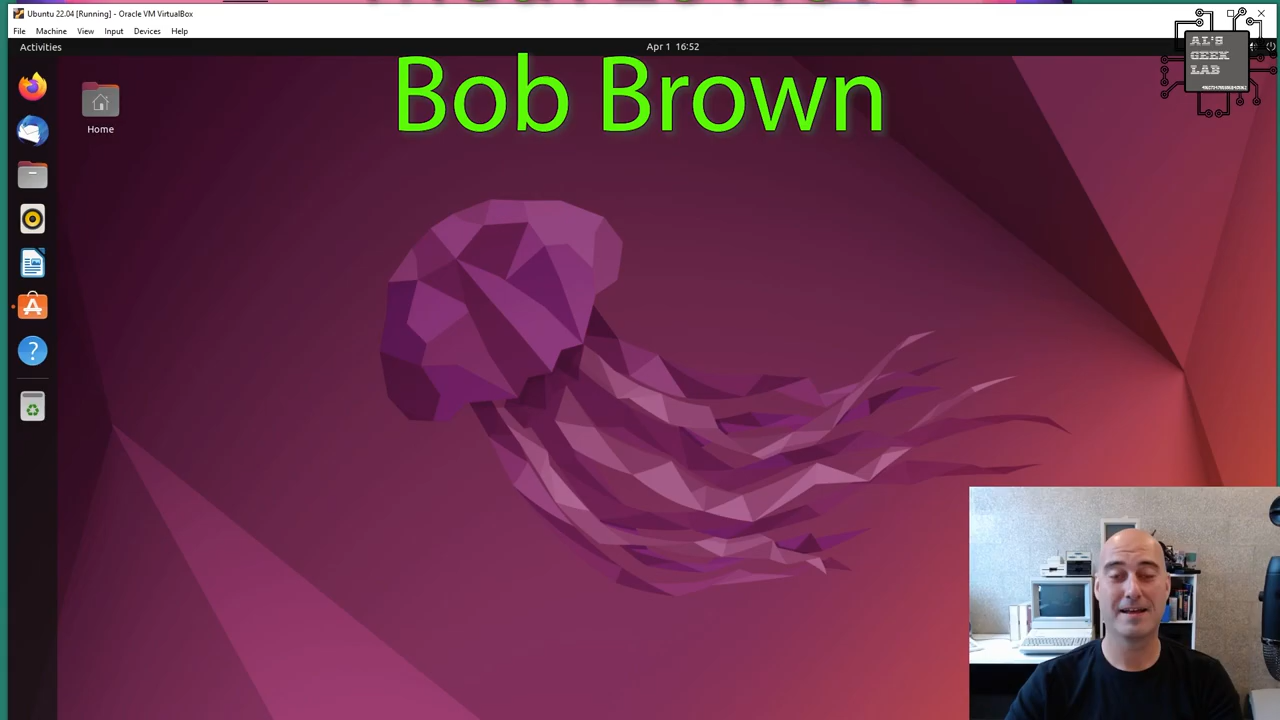 Ubuntu 22.04 [Running] - Oracle VM VirtualBox
File Machine View Input Devices Help
Activities
Apr 1 16:52
AL'S
GEEK
LAB
Bob Brown
Home